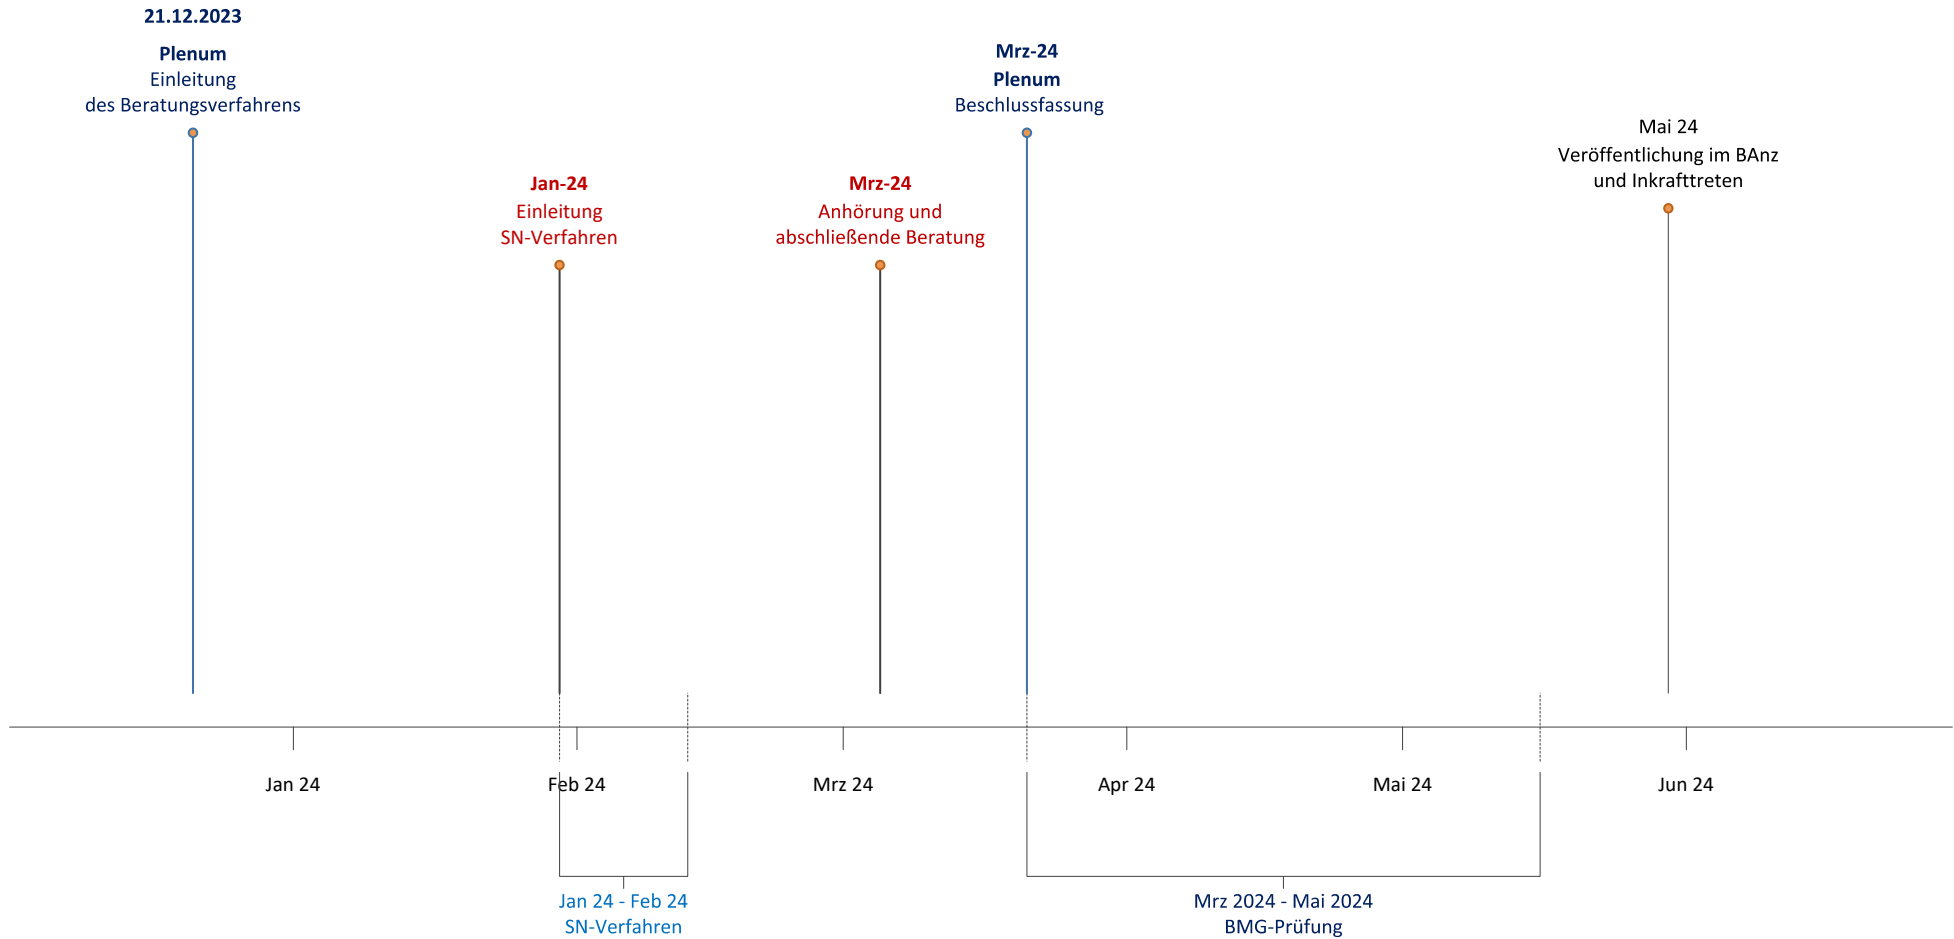 21.12.2023
Plenum
Einleitung
des Beratungsverfahrens
Jan-24
Einleitung
SN-Verfahren
Mrz-24
Anhörung und
abschließende Beratung
Mrz-24
Plenum
Beschlussfassung
Mai 24
Veröffentlichung im BAnz
und Inkrafttreten
Jan 24
Feb 24
Mrz 24
Apr 24
Mai 24
Jun 24
Jan 24 - Feb 24
SN-Verfahren
Mrz 2024 - Mai 2024
BMG-Prüfung